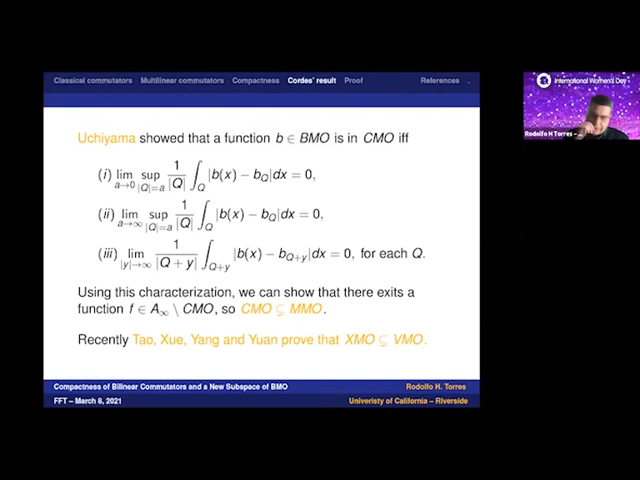 Classical commutators Multilinear commutators Compactness Cordes' result Proof References
Uchiyama showed that a function b ∈ BMO is in CMO iff
(i) lim_{a→0} sup_{|Q|=a} 1/|Q| ∫_Q |b(x) − b_Q|dx = 0,
(ii) lim_{a→∞} sup_{|Q|=a} 1/|Q| ∫_Q |b(x) − b_Q|dx = 0,
(iii) lim_{|y|→∞} 1/|Q + y| ∫_{Q+y} |b(x) − b_{Q+y}|dx = 0, for each Q.
Using this characterization, we can show that there exits a
function f ∈ A_∞ \ CMO, so CMO ⊊ MMO.
Recently Tao, Xue, Yang and Yuan prove that XMO ⊊ VMO.
Compactness of Bilinear Commutators and a New Subspace of BMO Rodolfo H. Torres
FFT – March 8, 2021 Univeristy of California – Riverside
International Women's Day
Rodolfo H Torres –